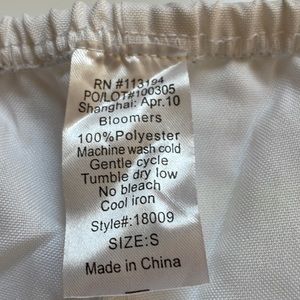 RN #113194
PO/LOT#100305
Shanghai: Apr.10
Bloomers
100%Polyester
Machine wash cold
Gentle cycle
Tumble dry low
No bleach
Cool iron
Style#:18009
SIZE:S
Made in China